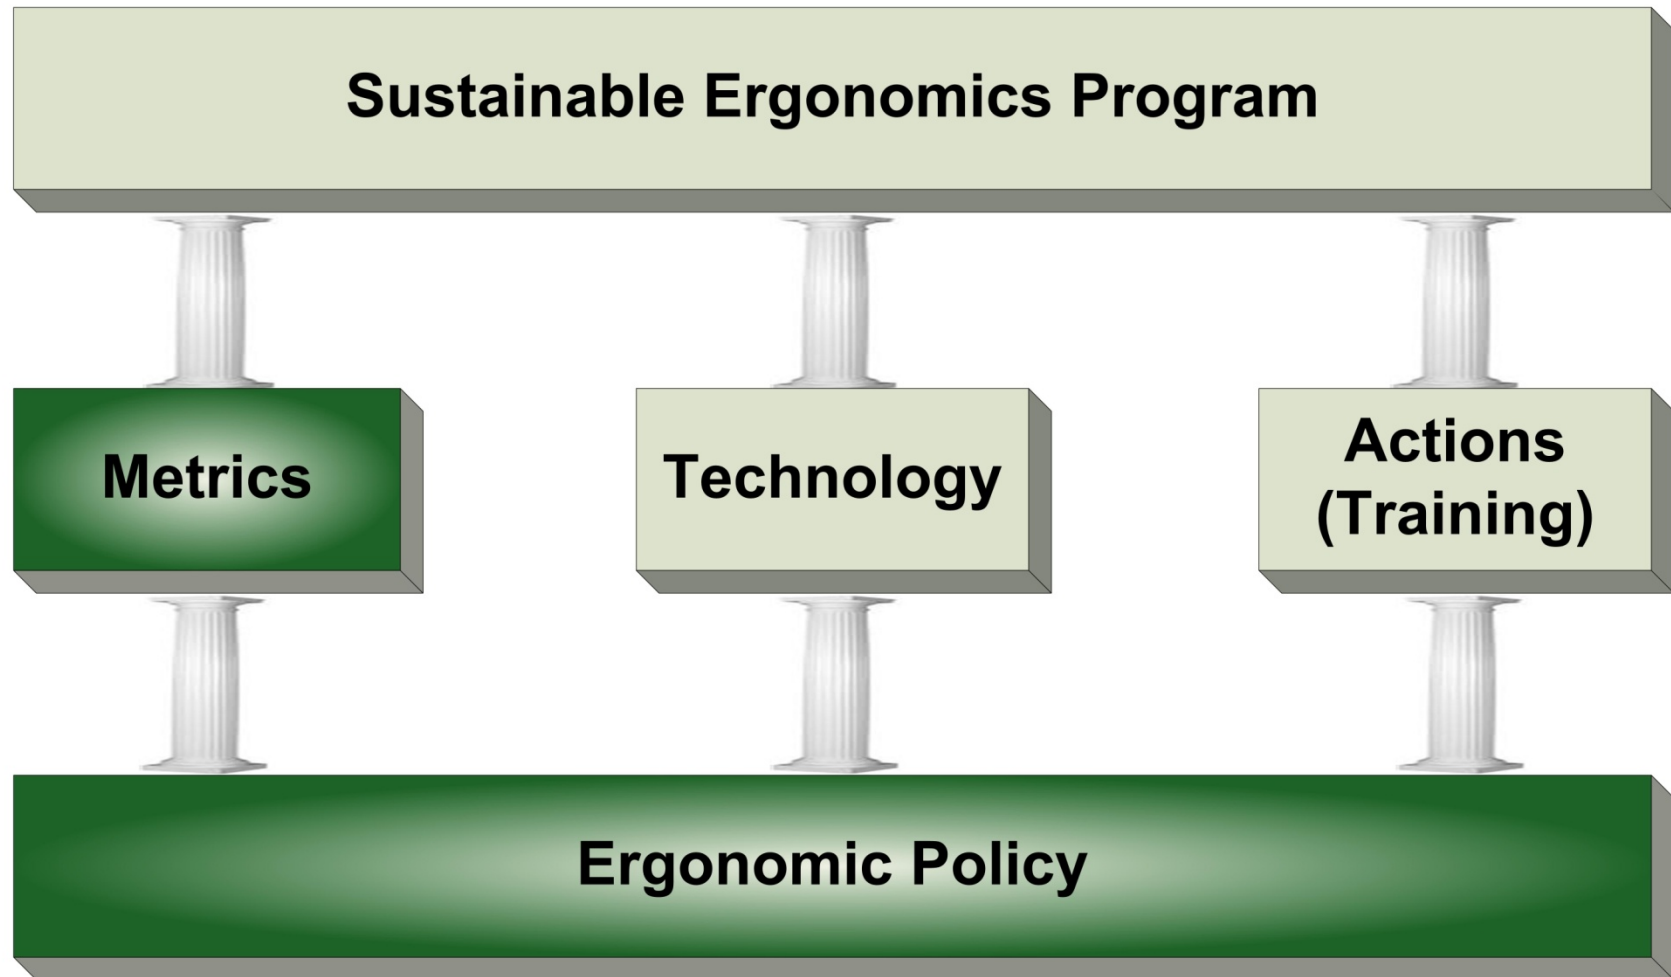 Sustainable Ergonomics Program
Metrics
Technology
Actions
(Training)
Ergonomic Policy